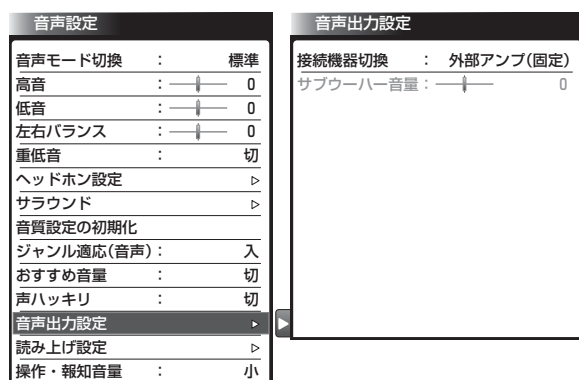 音声設定
音声モード切換 : 標準
高音 : 0
低音 : 0
左右バランス : 0
重低音 : 切
ヘッドホン設定
サラウンド
音質設定の初期化
ジャンル適応(音声) : 入
おすすめ音量 : 切
声ハッキリ : 切
音声出力設定
読み上げ設定
操作・報知音量 : 小
音声出力設定
接続機器切換 : 外部アンプ(固定)
サブウーハー音量 : 0